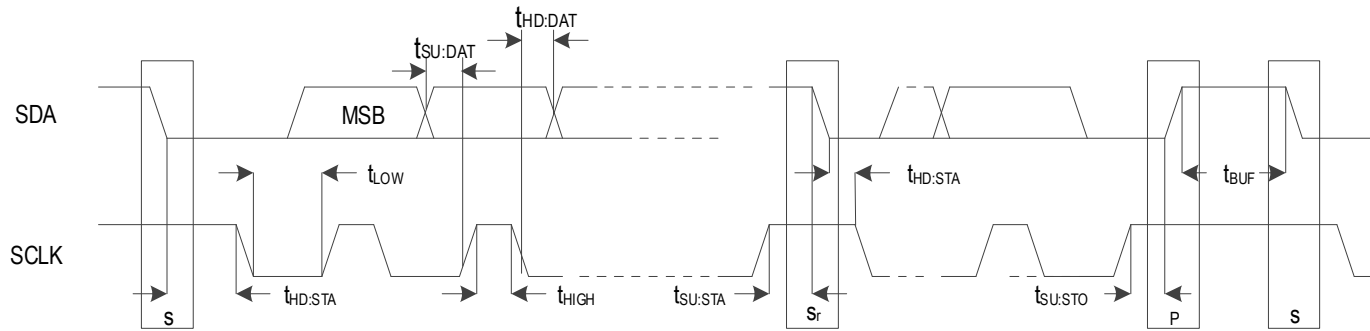 tHD:DAT
tSU:DAT
SDA
MSB
tLOW
tHD:STA
tBUF
SCLK
tHD:STA
tHIGH
tSU:STA
tSU:STO
S
Sr
P
S